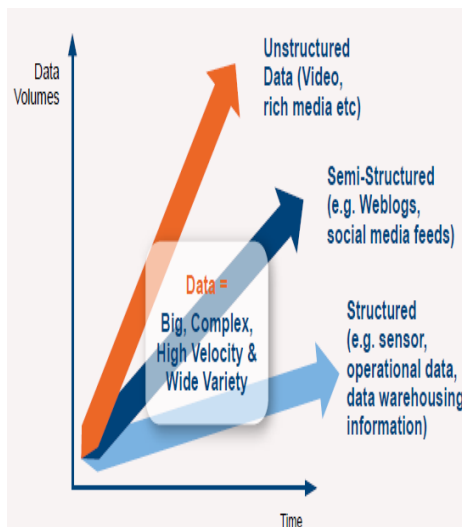 Data
Volumes
Unstructured
Data (Video,
rich media etc)
Semi-Structured
(e.g. Weblogs,
social media feeds)
Data =
Big, Complex,
High Velocity &
Wide Variety
Structured
(e.g. sensor,
operational data,
data warehousing
information)
Time